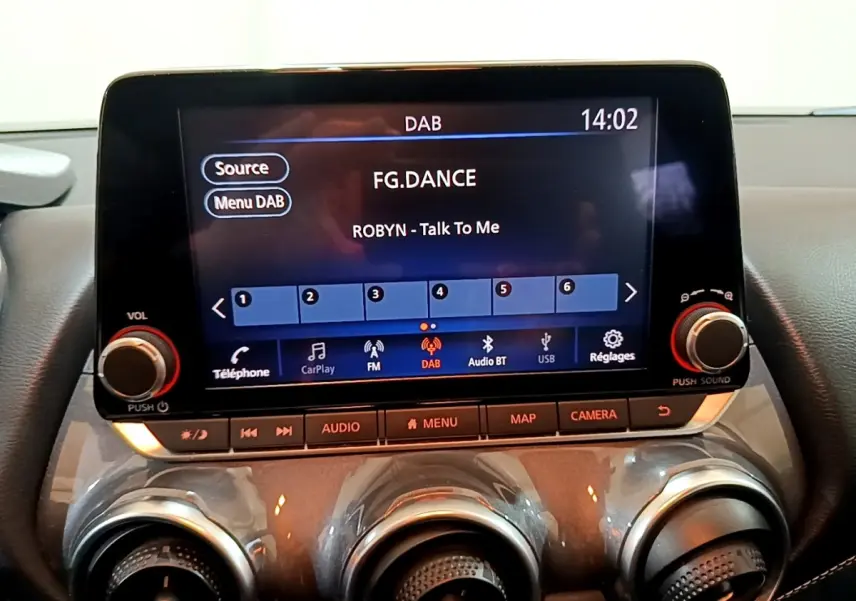 DAB 14:02
Source
FG.DANCE
Menu DAB
ROBYN - Talk To Me
1 2 3 4 5 6
VOL
Téléphone CarPlay FM DAB Audio BT USB Réglages
PUSH
PUSH SOUND
AUDIO MENU MAP CAMERA